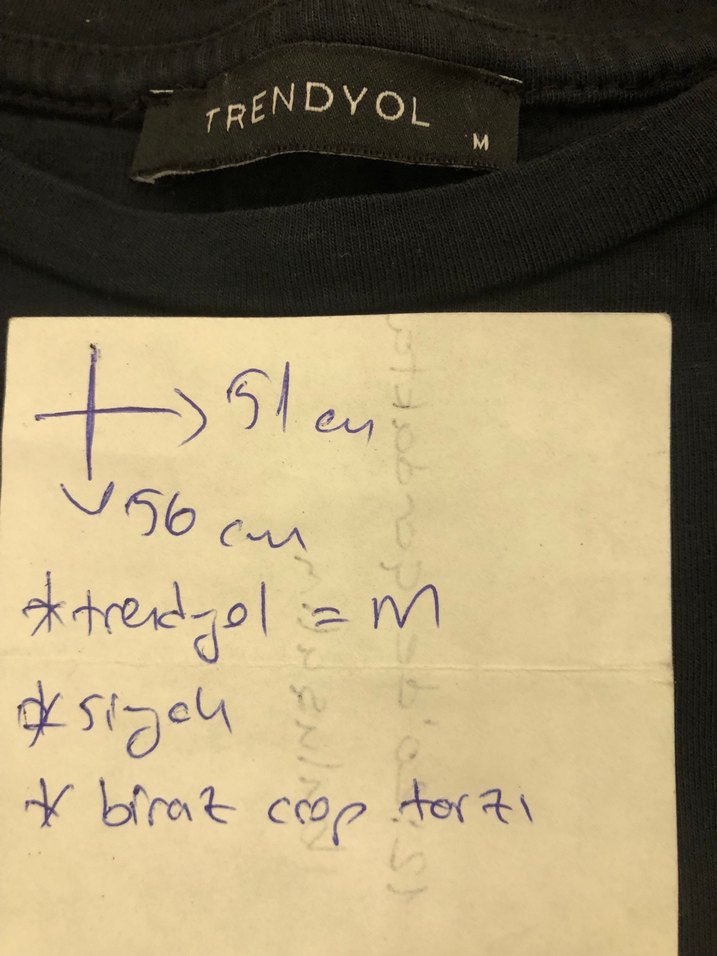 TRENDYOL
M
51 cm
56 cm
*trendyol = M
*siyah
* biraz crop tarzı